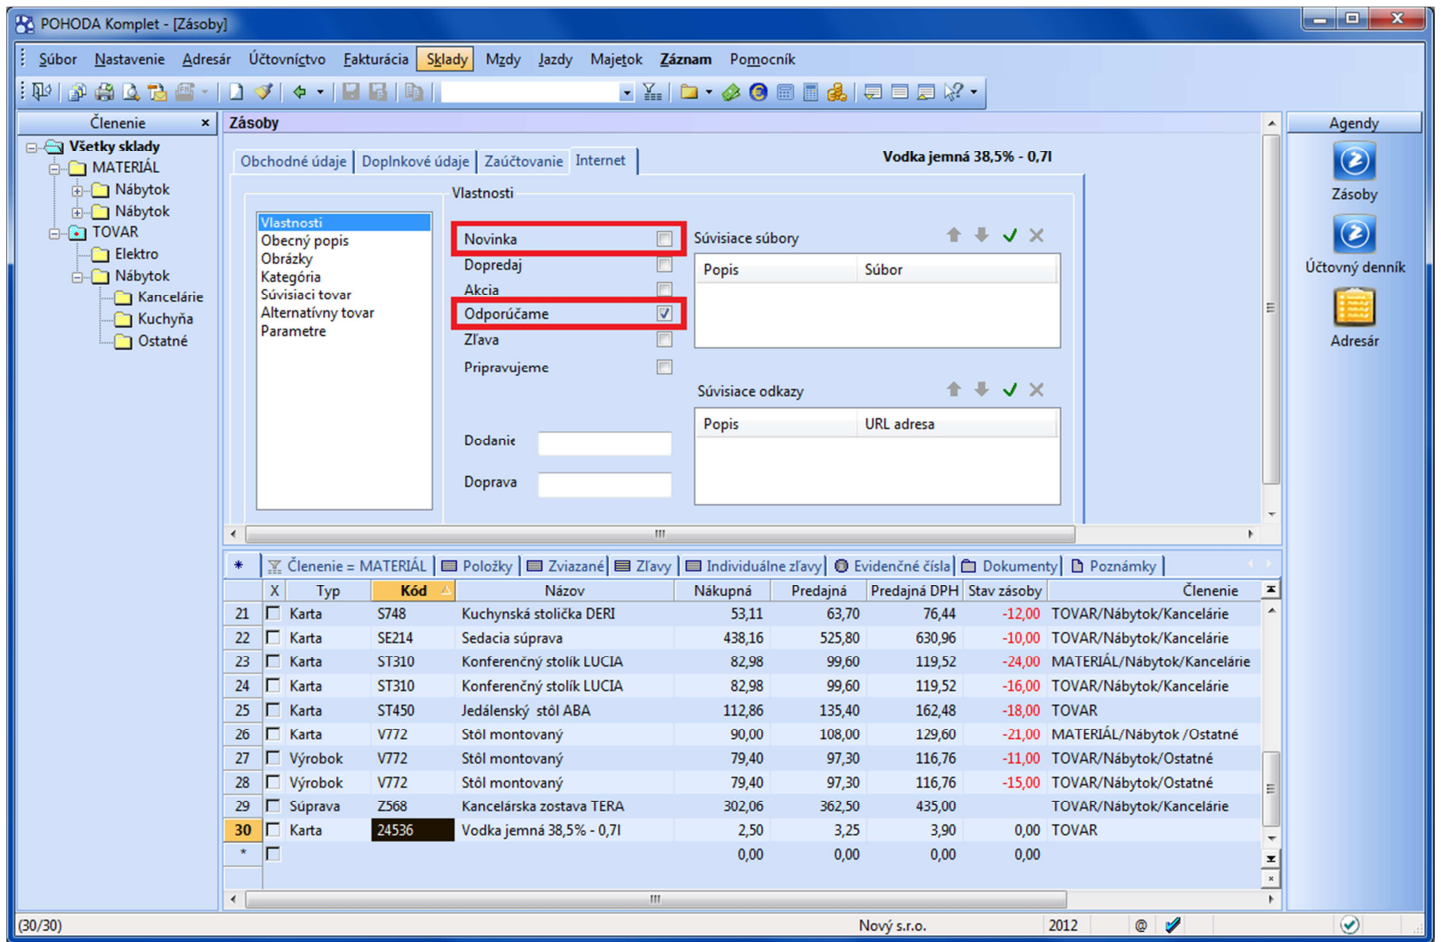 POHODA Komplet - [Zásoby]
Súbor Nastavenie Adresár Účtovníctvo Fakturácia Sklady Mzdy Jazdy Majetok Záznam Pomocník
Členenie x
Všetky sklady
MATERIÁL
Nábytok
Nábytok
TOVAR
Elektro
Nábytok
Kancelárie
Kuchyňa
Ostatné
Zásoby
Obchodné údaje Doplnkové údaje Zaúčtovanie Internet
Vodka jemná 38,5% - 0,7l
Vlastnosti
Obecný popis
Obrázky
Kategória
Súvisiaci tovar
Alternatívny tovar
Parametre
Vlastnosti
Novinka
Dopredaj
Akcia
Odporúčame
Zľava
Pripravujeme
Dodanie
Doprava
Súvisiace súbory
Popis Súbor
Súvisiace odkazy
Popis URL adresa
Agendy
Zásoby
Účtovný denník
Adresár
* Členenie = MATERIÁL Položky Zviazané Zľavy Individuálne zľavy Evidenčné čísla Dokumenty Poznámky
X Typ Kód Názov Nákupná Predajná Predajná DPH Stav zásoby Členenie
21 Karta S748 Kuchynská stolička DERI 53,11 63,70 76,44 -12,00 TOVAR/Nábytok/Kancelárie
22 Karta SE214 Sedacia súprava 438,16 525,80 630,96 -10,00 TOVAR/Nábytok/Kancelárie
23 Karta ST310 Konferenčný stolík LUCIA 82,98 99,60 119,52 -24,00 MATERIÁL/Nábytok/Kancelárie
24 Karta ST310 Konferenčný stolík LUCIA 82,98 99,60 119,52 -16,00 TOVAR/Nábytok/Kancelárie
25 Karta ST450 Jedálenský stôl ABA 112,86 135,40 162,48 -18,00 TOVAR
26 Karta V772 Stôl montovaný 90,00 108,00 129,60 -21,00 MATERIÁL/Nábytok /Ostatné
27 Výrobok V772 Stôl montovaný 79,40 97,30 116,76 -11,00 TOVAR/Nábytok/Ostatné
28 Výrobok V772 Stôl montovaný 79,40 97,30 116,76 -15,00 TOVAR/Nábytok/Ostatné
29 Súprava Z568 Kancelárska zostava TERA 302,06 362,50 435,00 TOVAR/Nábytok/Kancelárie
30 Karta 24536 Vodka jemná 38,5% - 0,7l 2,50 3,25 3,90 0,00 TOVAR
* 0,00 0,00 0,00 0,00
(30/30) Nový s.r.o. 2012 @